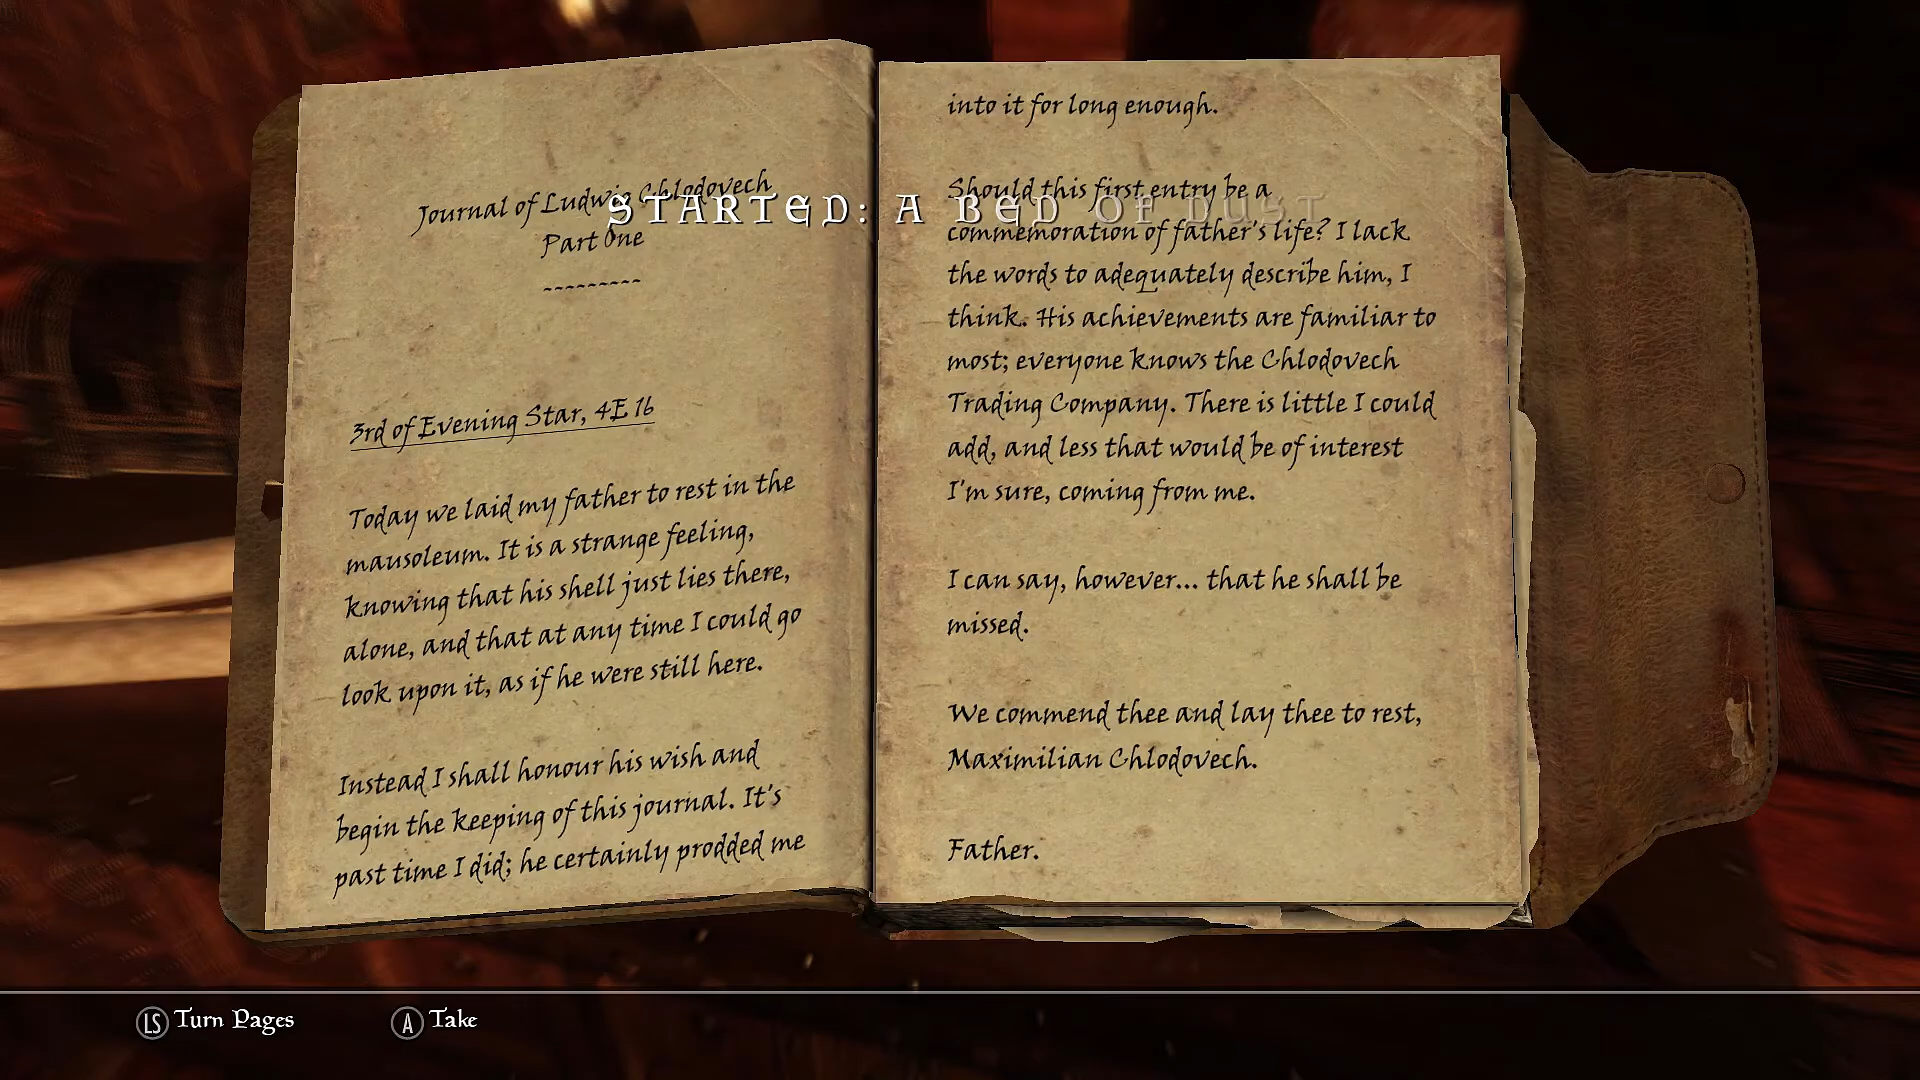 Journal of Ludwig Chlodovech
Part One
~~~~~~~~~
3rd of Evening Star, 4E 16
Today we laid my father to rest in the
mausoleum. It is a strange feeling,
knowing that his shell just lies there,
alone, and that at any time I could go
look upon it, as if he were still here.
Instead I shall honour his wish and
begin the keeping of this journal. It's
past time I did; he certainly prodded me
into it for long enough.
Should this first entry be a
commemoration of father's life? I lack
the words to adequately describe him, I
think. His achievements are familiar to
most; everyone knows the Chlodovech
Trading Company. There is little I could
add, and less that would be of interest
I'm sure, coming from me.
I can say, however... that he shall be
missed.
We commend thee and lay thee to rest,
Maximilian Chlodovech.
Father.
STARTED: A BED OF DUST
LS Turn Pages
A Take